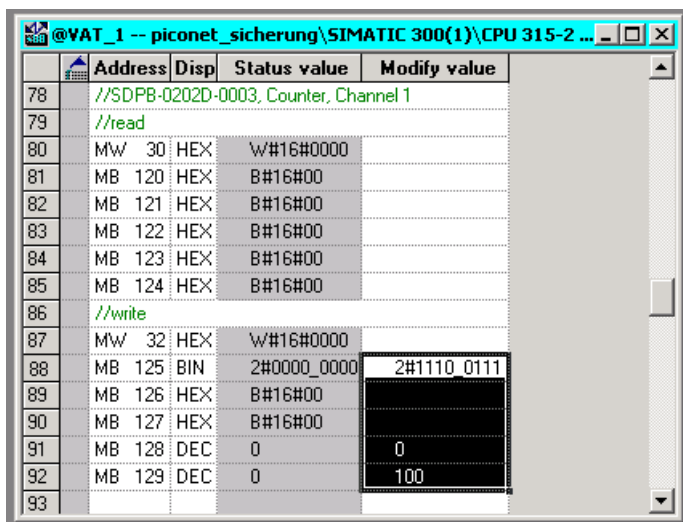 @VAT_1 -- piconet_sicherung\SIMATIC 300(1)\CPU 315-2 ...
Address Disp Status value Modify value
78 //SDPB-0202D-0003, Counter, Channel 1
79 //read
80 MW 30 HEX W#16#0000
81 MB 120 HEX B#16#00
82 MB 121 HEX B#16#00
83 MB 122 HEX B#16#00
84 MB 123 HEX B#16#00
85 MB 124 HEX B#16#00
86 //write
87 MW 32 HEX W#16#0000
88 MB 125 BIN 2#0000_0000 2#1110_0111
89 MB 126 HEX B#16#00
90 MB 127 HEX B#16#00
91 MB 128 DEC 0 0
92 MB 129 DEC 0 100
93